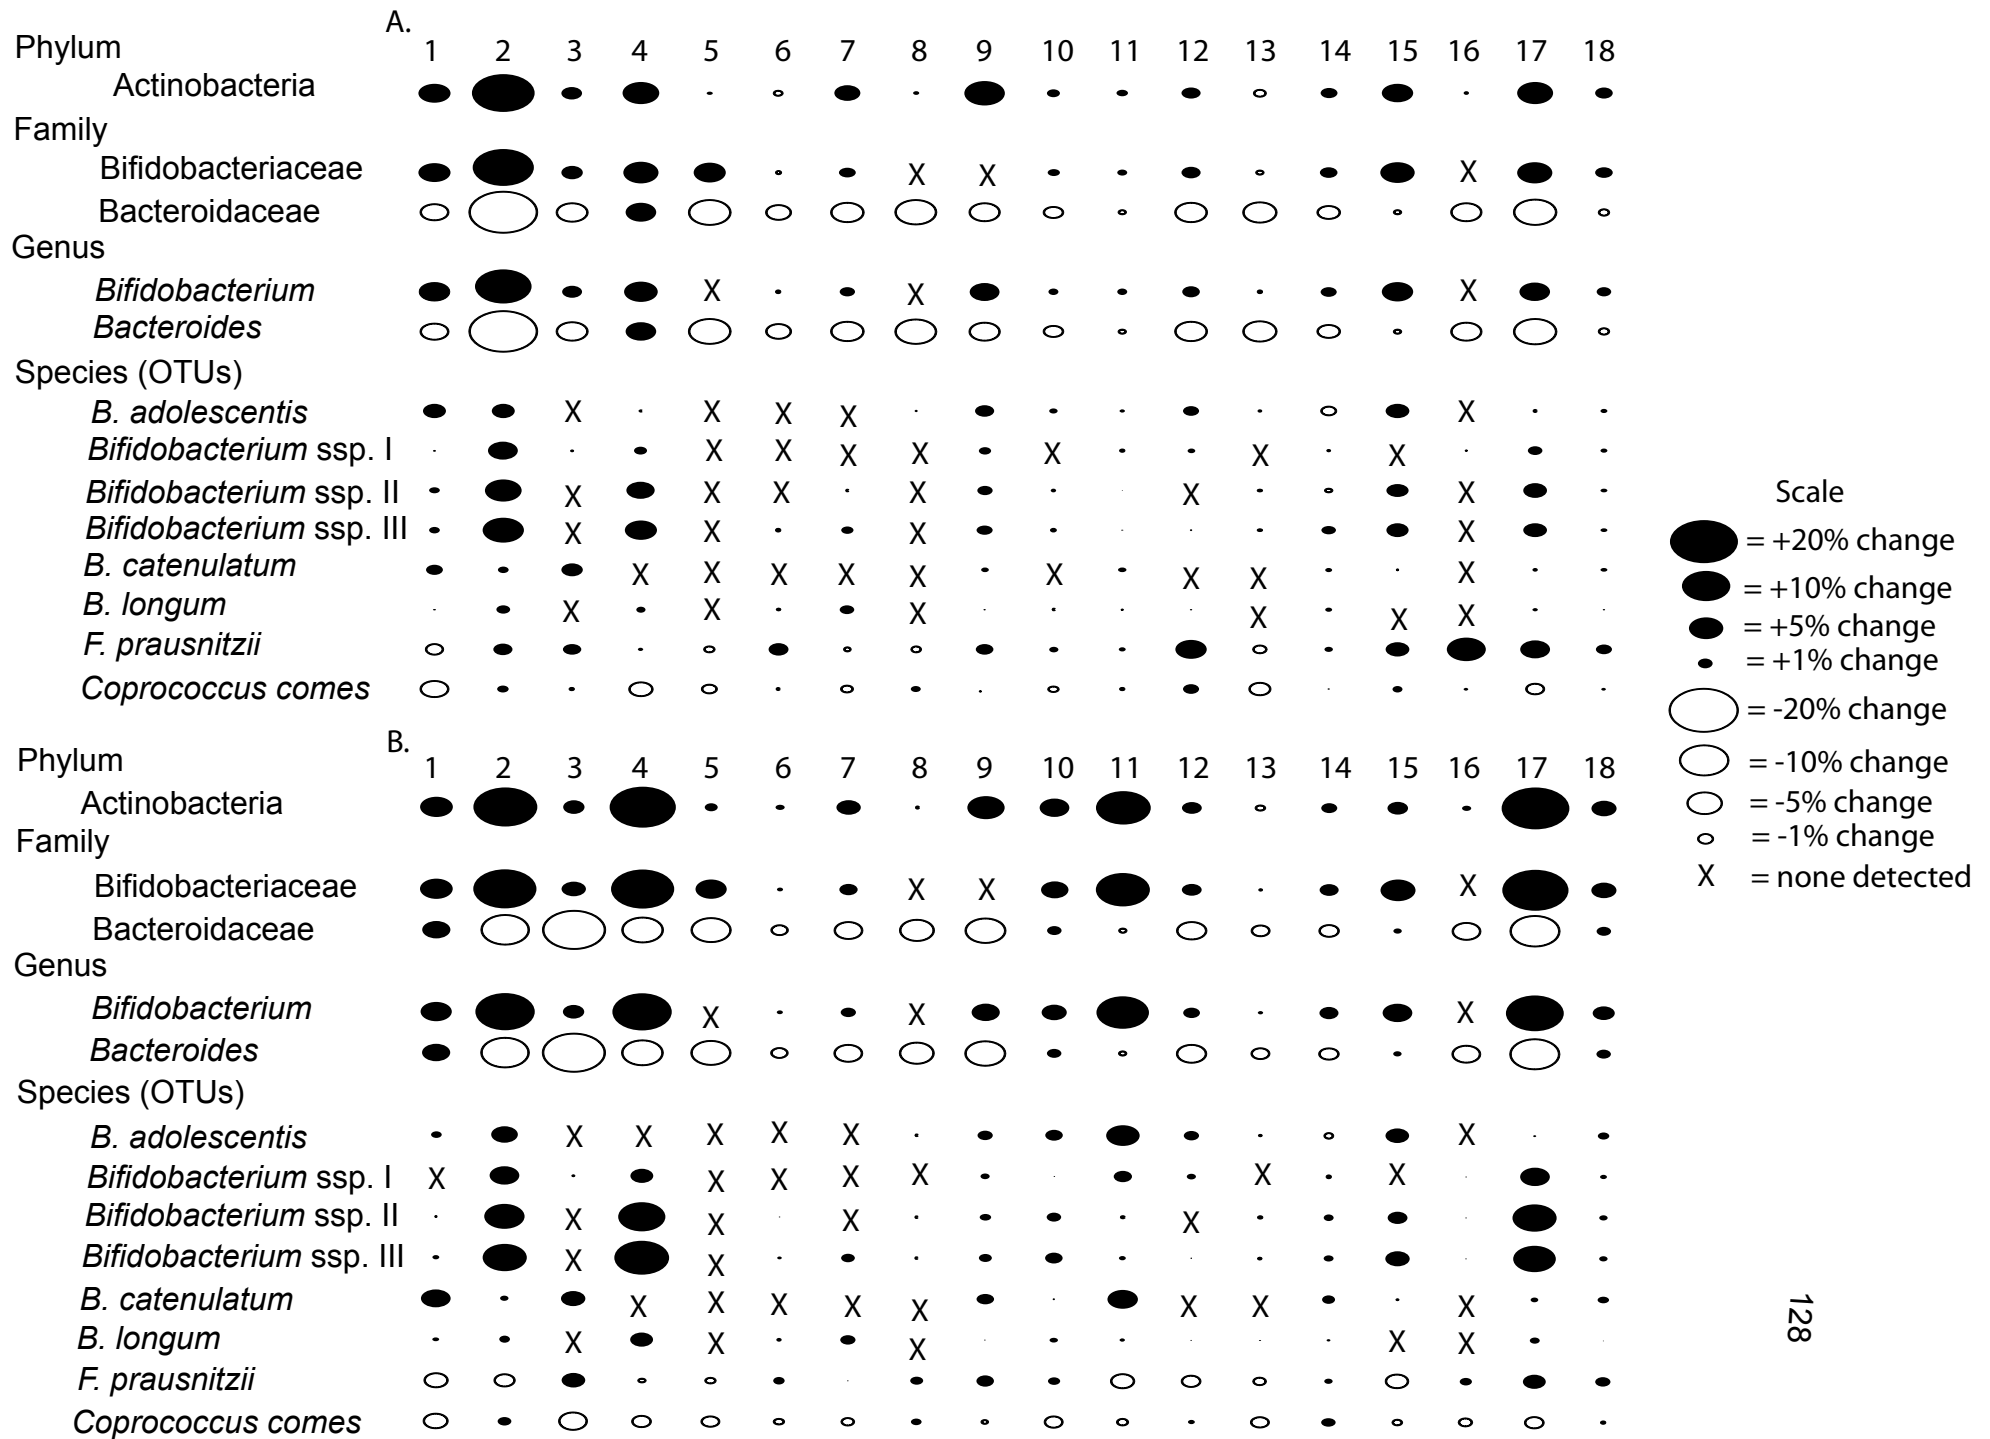 A.
Phylum 1 2 3 4 5 6 7 8 9 10 11 12 13 14 15 16 17 18
Actinobacteria
Family
Bifidobacteriaceae X X X
Bacteroidaceae
Genus
Bifidobacterium X X X
Bacteroides
Species (OTUs)
B. adolescentis X X X X X
Bifidobacterium ssp. I X X X X X X X
Bifidobacterium ssp. II X X X X X X
Bifidobacterium ssp. III X X X X
B. catenulatum X X X X X X X X X
B. longum X X X X X X
F. prausnitzii
Coprococcus comes
Scale
= +20% change
= +10% change
= +5% change
= +1% change
= -20% change
= -10% change
= -5% change
= -1% change
X = none detected
B.
Phylum 1 2 3 4 5 6 7 8 9 10 11 12 13 14 15 16 17 18
Actinobacteria
Family
Bifidobacteriaceae X X X
Bacteroidaceae
Genus
Bifidobacterium X X X
Bacteroides
Species (OTUs)
B. adolescentis X X X X X X
Bifidobacterium ssp. I X X X X X X X
Bifidobacterium ssp. II X X X X
Bifidobacterium ssp. III X X
B. catenulatum X X X X X X X X
B. longum X X X X X
F. prausnitzii
Coprococcus comes
128